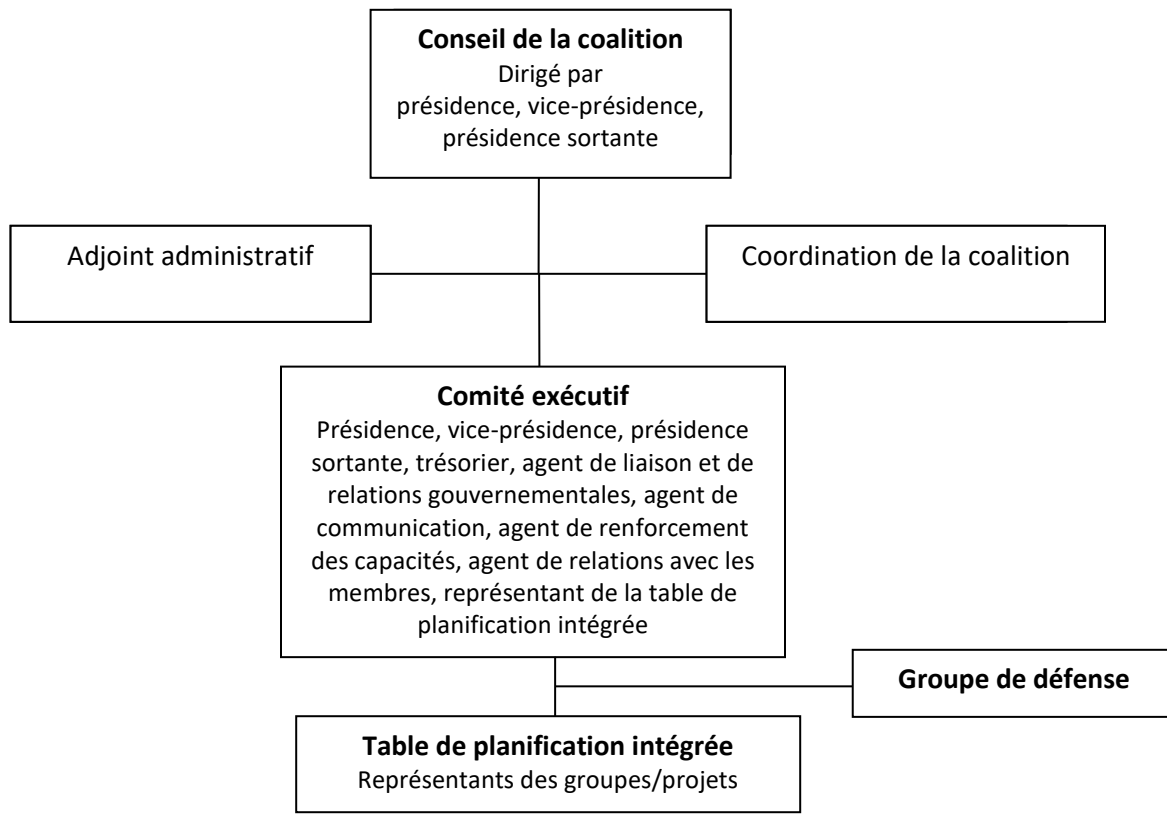 Conseil de la coalition
Dirigé par
présidence, vice-présidence,
présidence sortante
Adjoint administratif
Coordination de la coalition
Comité exécutif
Présidence, vice-présidence, présidence
sortante, trésorier, agent de liaison et de
relations gouvernementales, agent de
communication, agent de renforcement
des capacités, agent de relations avec les
membres, représentant de la table de
planification intégrée
Groupe de défense
Table de planification intégrée
Représentants des groupes/projets